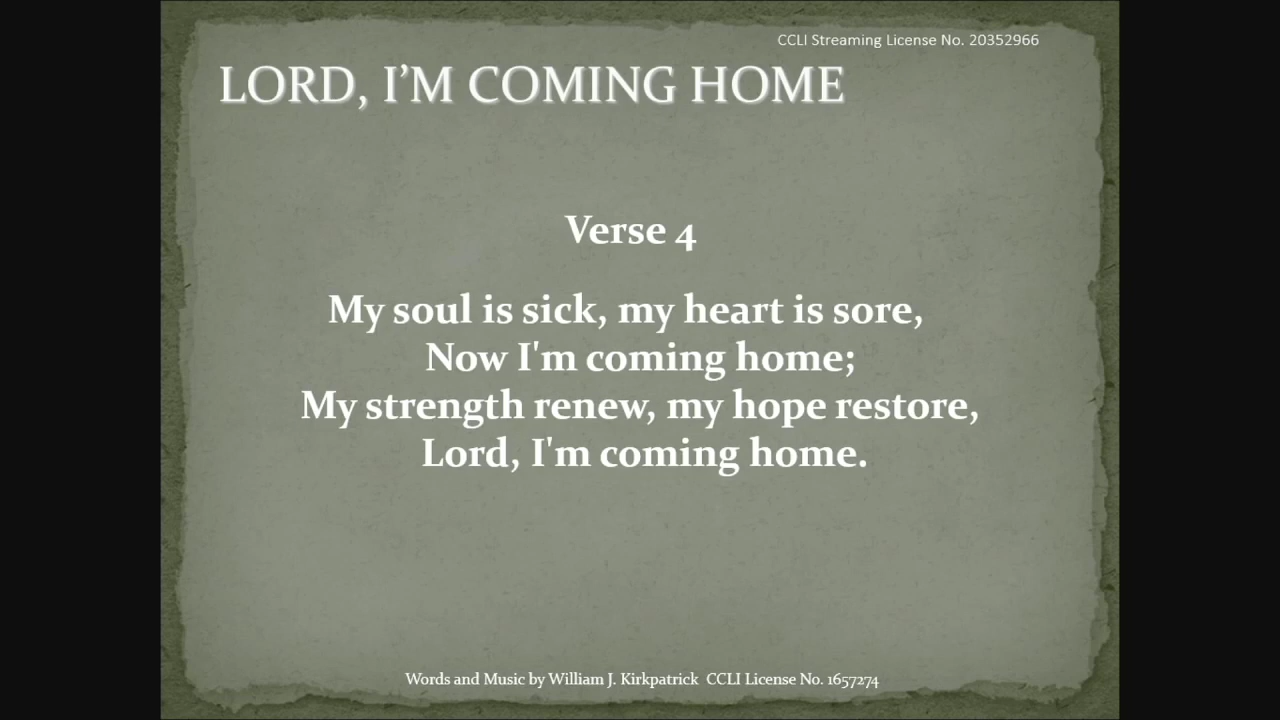 CCLI Streaming License No. 20352966
LORD, I’M COMING HOME
Verse 4
My soul is sick, my heart is sore,
Now I'm coming home;
My strength renew, my hope restore,
Lord, I'm coming home.
Words and Music by William J. Kirkpatrick  CCLI License No. 1657274